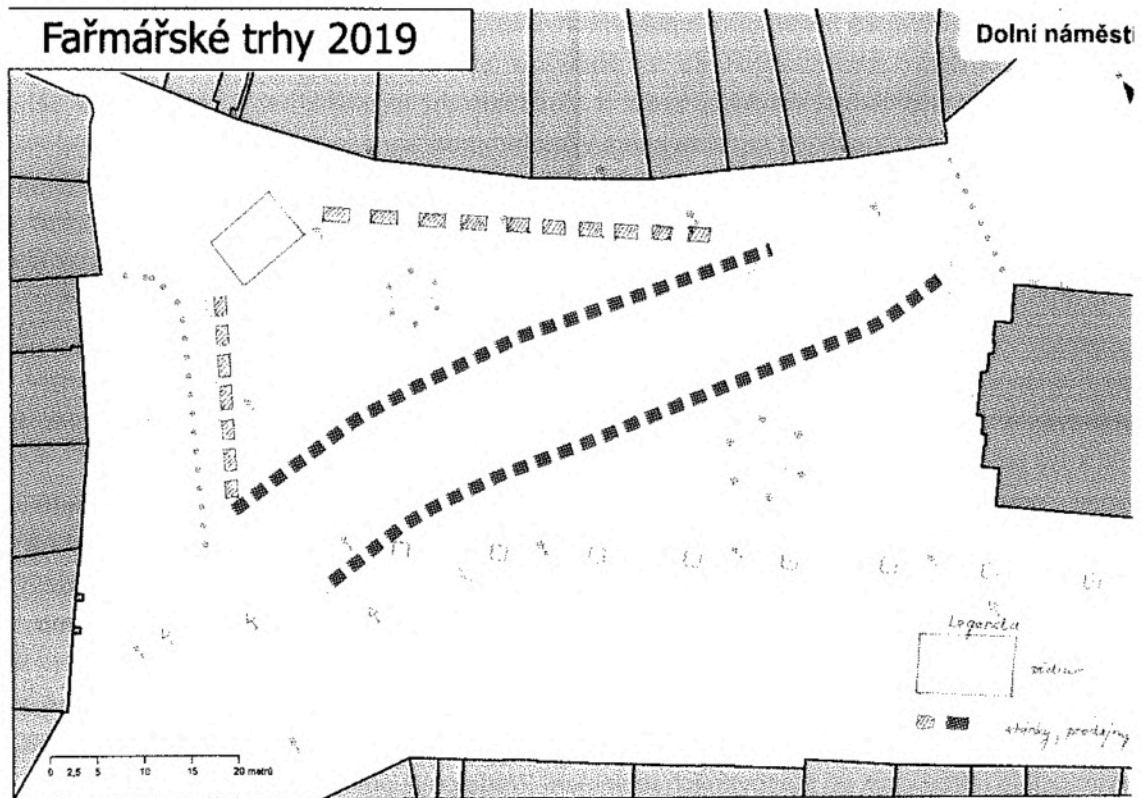 Fařmářské trhy 2019
Dolní náměstí
Legenda
pódium
stánky, prodejny
0 2,5 5 10 15 20 metrů